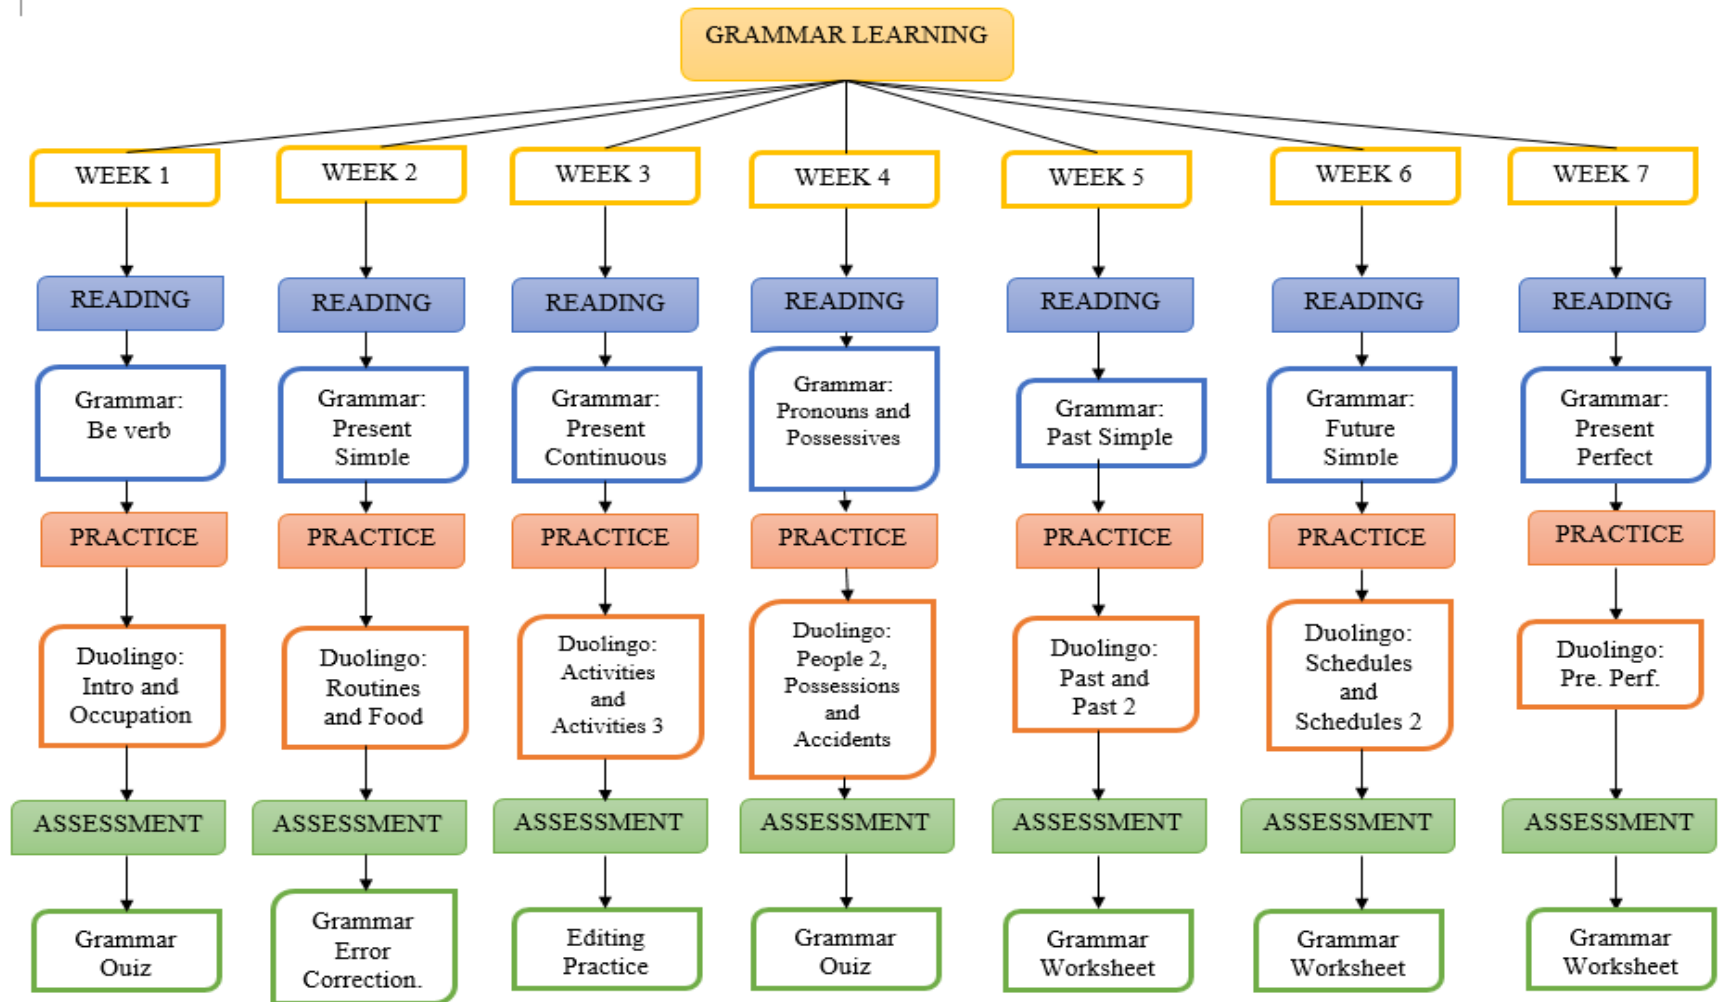 GRAMMAR LEARNING
WEEK 1
WEEK 2
WEEK 3
WEEK 4
WEEK 5
WEEK 6
WEEK 7
READING
READING
READING
READING
READING
READING
READING
Grammar:
Be verb
Grammar:
Present
Simple
Grammar:
Present
Continuous
Grammar:
Pronouns and
Possessives
Grammar:
Past Simple
Grammar:
Future
Simple
Grammar:
Present
Perfect
PRACTICE
PRACTICE
PRACTICE
PRACTICE
PRACTICE
PRACTICE
PRACTICE
Duolingo:
Intro and
Occupation
Duolingo:
Routines
and Food
Duolingo:
Activities
and
Activities 3
Duolingo:
People 2,
Possessions
and
Accidents
Duolingo:
Past and
Past 2
Duolingo:
Schedules
and
Schedules 2
Duolingo:
Pre. Perf.
ASSESSMENT
ASSESSMENT
ASSESSMENT
ASSESSMENT
ASSESSMENT
ASSESSMENT
ASSESSMENT
Grammar
Quiz
Grammar
Error
Correction.
Editing
Practice
Grammar
Quiz
Grammar
Worksheet
Grammar
Worksheet
Grammar
Worksheet